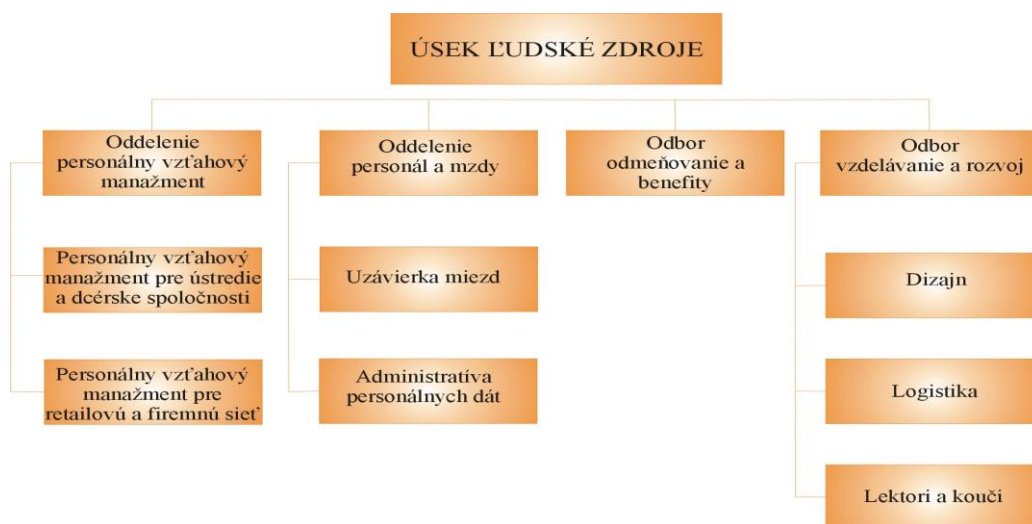 ÚSEK ĽUDSKÉ ZDROJE
Oddelenie
personálny vzťahový
manažment
Oddelenie
personál a mzdy
Odbor
odmeňovanie a
benefity
Odbor
vzdelávanie a rozvoj
Personálny vzťahový
manažment pre ústredie
a dcérske spoločnosti
Uzávierka miezd
Dizajn
Personálny vzťahový
manažment pre
retailovú a firemnú sieť
Administratíva
personálnych dát
Logistika
Lektori a kouči